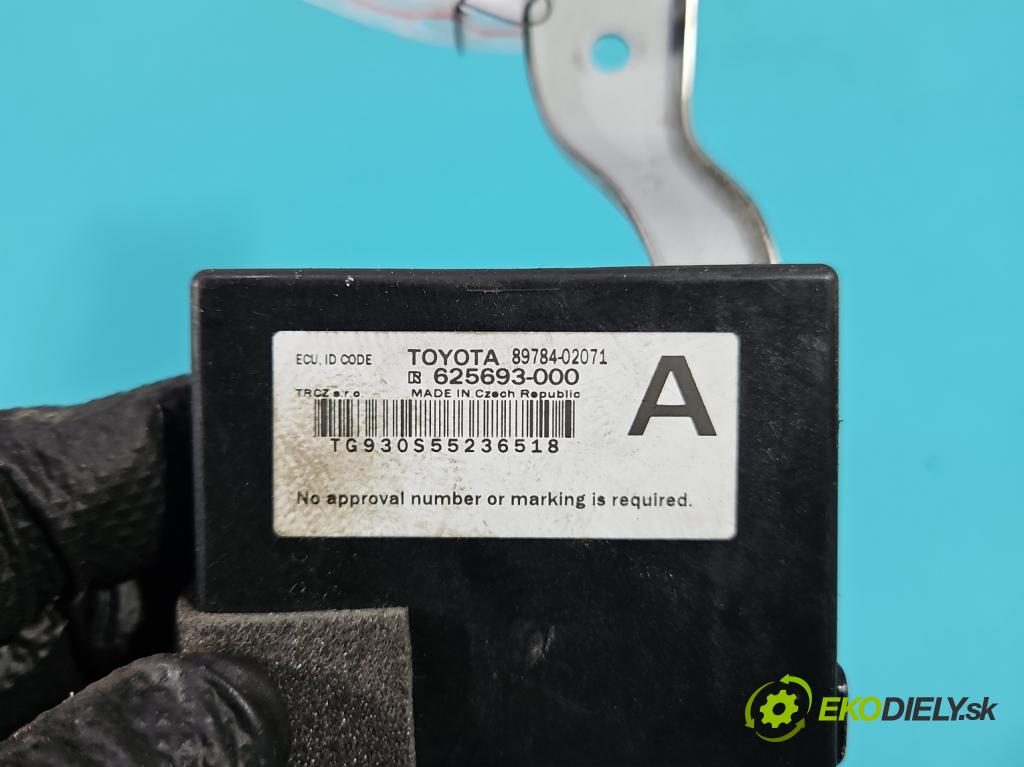 ECU, ID CODE TOYOTA 89784-02071
R 625693-000
TRCZ s.r.o. MADE IN Czech Republic
A
TG930S55236518
No approval number or marking is required.
EKODIELY.sk